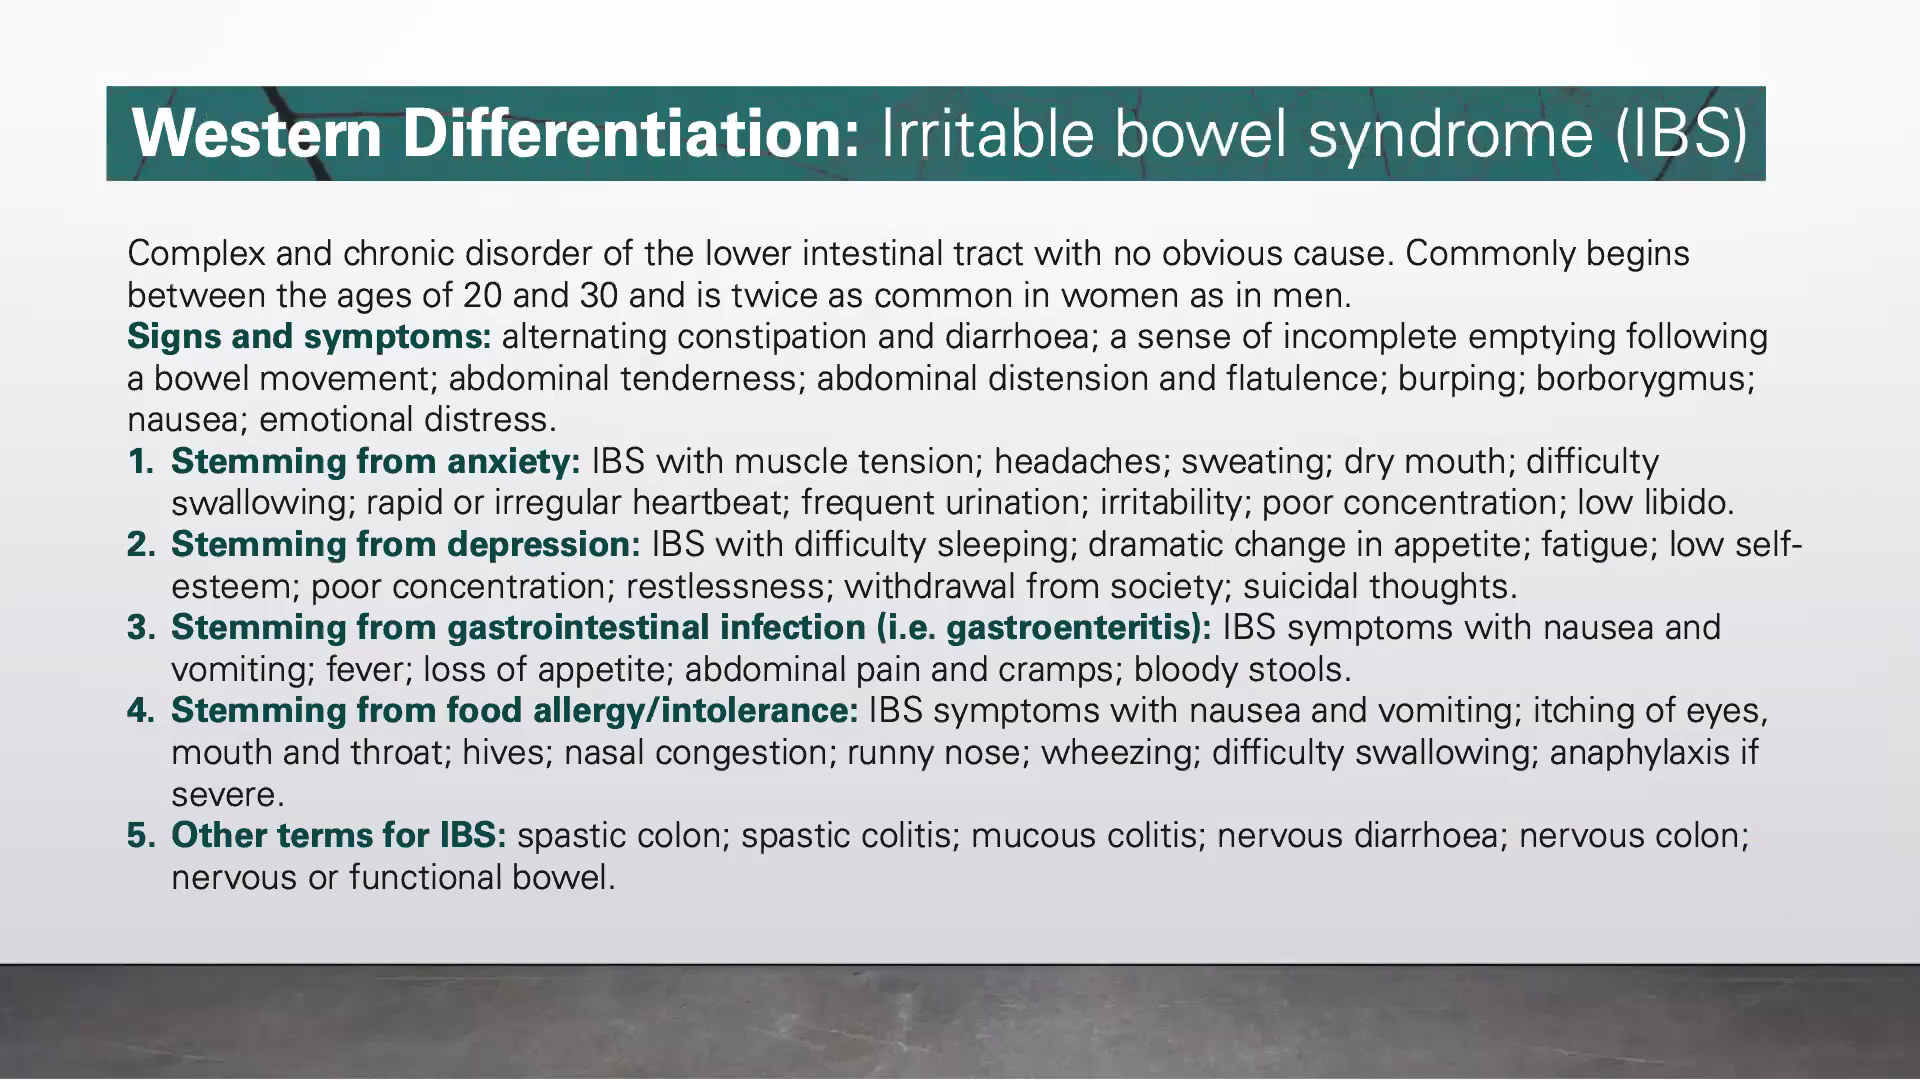 Western Differentiation: Irritable bowel syndrome (IBS)
Complex and chronic disorder of the lower intestinal tract with no obvious cause. Commonly begins
between the ages of 20 and 30 and is twice as common in women as in men.
Signs and symptoms: alternating constipation and diarrhoea; a sense of incomplete emptying following
a bowel movement; abdominal tenderness; abdominal distension and flatulence; burping; borborygmus;
nausea; emotional distress.
1. Stemming from anxiety: IBS with muscle tension; headaches; sweating; dry mouth; difficulty
swallowing; rapid or irregular heartbeat; frequent urination; irritability; poor concentration; low libido.
2. Stemming from depression: IBS with difficulty sleeping; dramatic change in appetite; fatigue; low self-
esteem; poor concentration; restlessness; withdrawal from society; suicidal thoughts.
3. Stemming from gastrointestinal infection (i.e. gastroenteritis): IBS symptoms with nausea and
vomiting; fever; loss of appetite; abdominal pain and cramps; bloody stools.
4. Stemming from food allergy/intolerance: IBS symptoms with nausea and vomiting; itching of eyes,
mouth and throat; hives; nasal congestion; runny nose; wheezing; difficulty swallowing; anaphylaxis if
severe.
5. Other terms for IBS: spastic colon; spastic colitis; mucous colitis; nervous diarrhoea; nervous colon;
nervous or functional bowel.